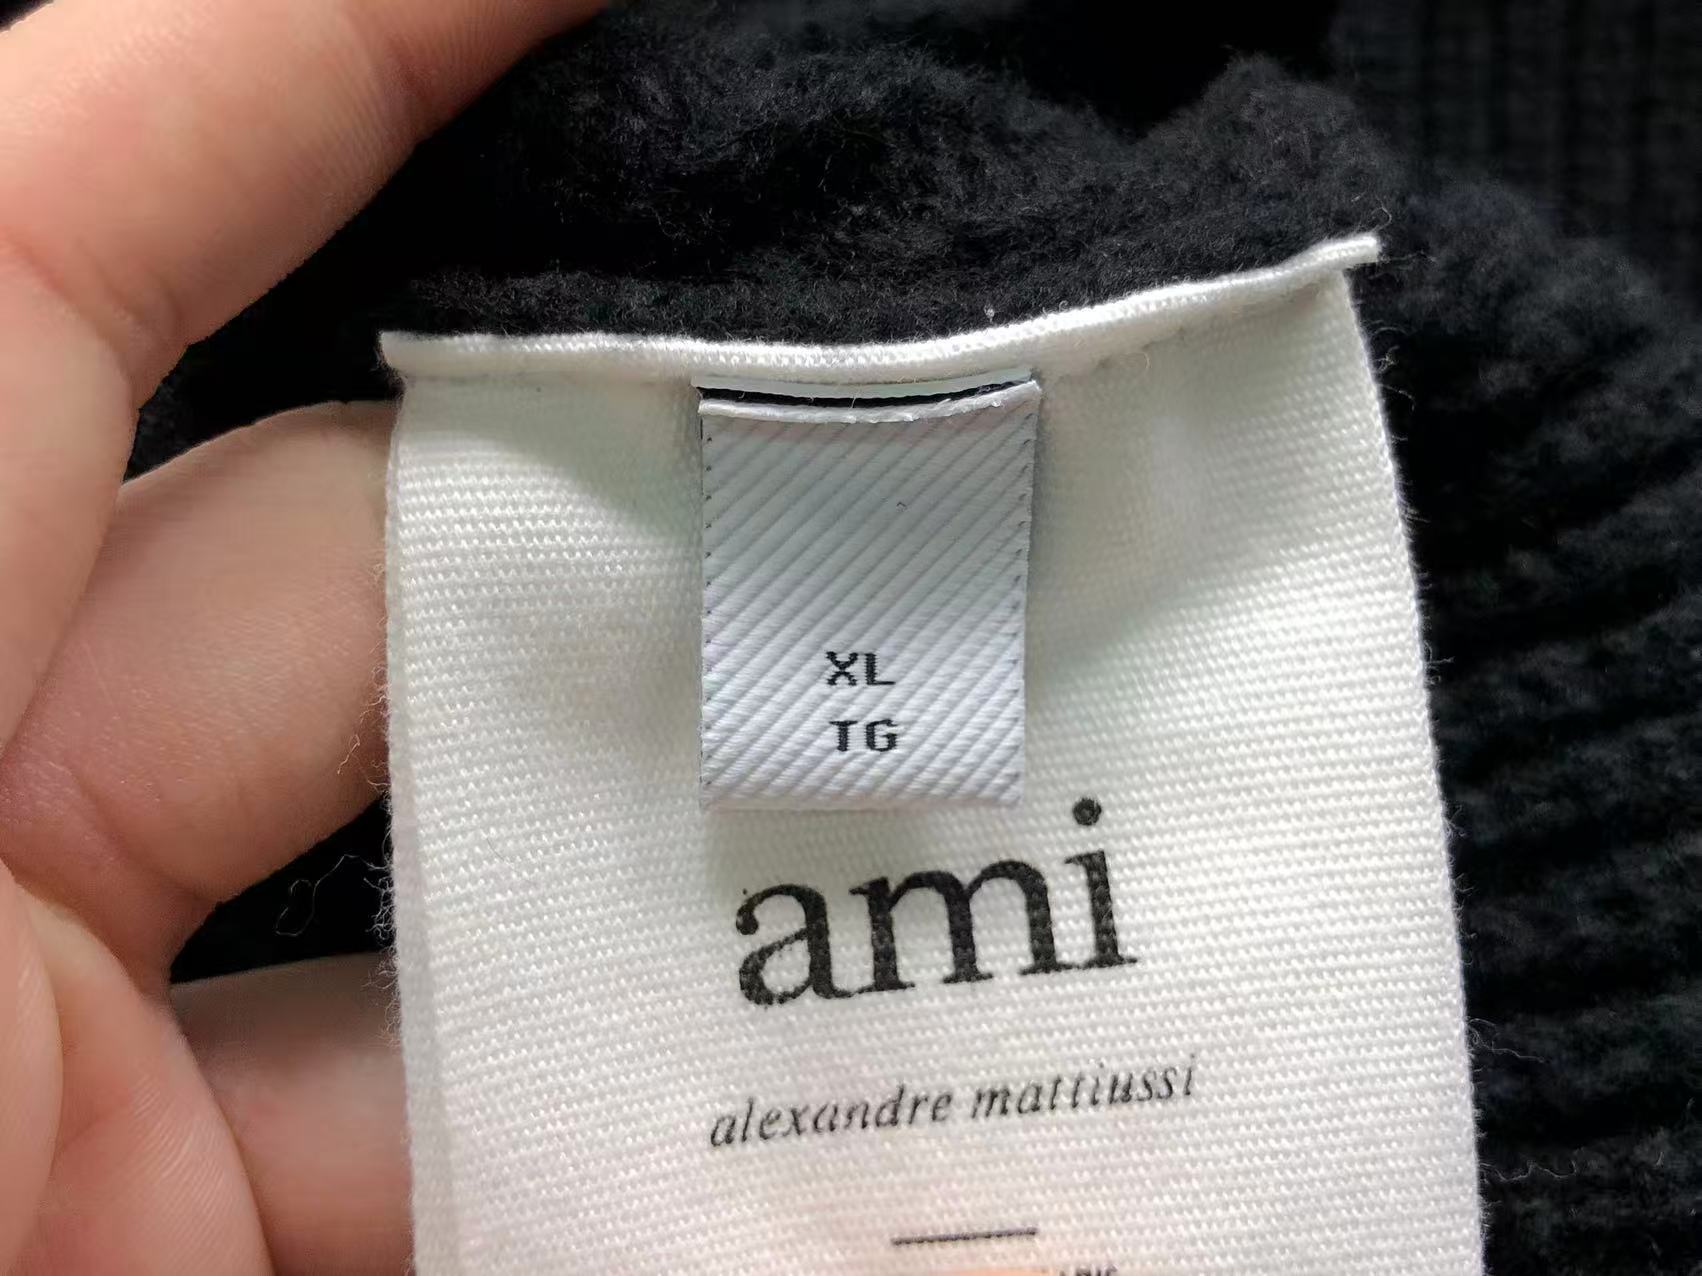 XL
TG
ami
alexandre mattiussi